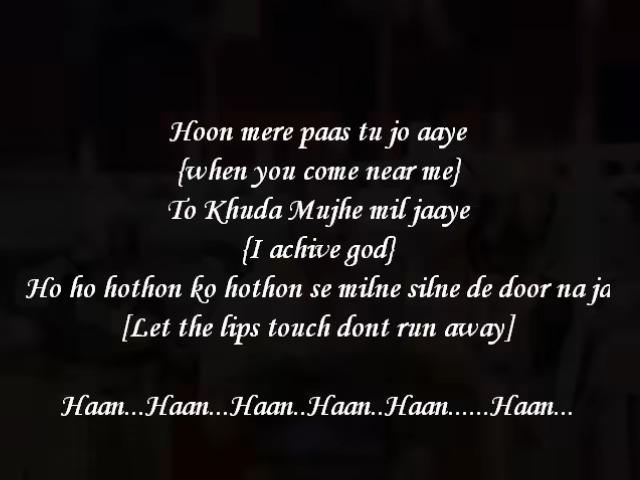 Hoon mere paas tu jo aaye
{when you come near me}
To Khuda Mujhe mil jaaye
{I achive god}
Ho ho hothon ko hothon se milne silne de door na ja
[Let the lips touch dont run away]
Haan...Haan...Haan..Haan..Haan......Haan...